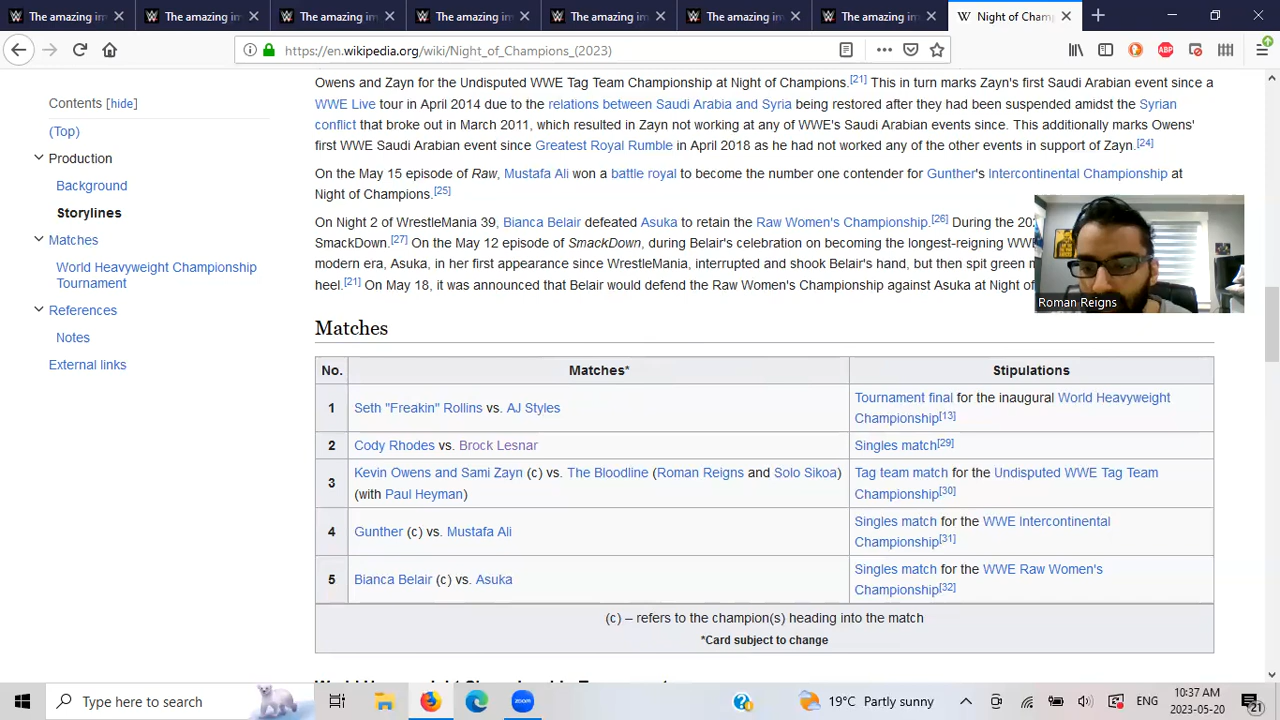 The amazing im
The amazing im
The amazing im
The amazing im
The amazing im
The amazing im
The amazing im
Night of Champ
https://en.wikipedia.org/wiki/Night_of_Champions_(2023)
Contents [hide]
(Top)
Production
Background
Storylines
Matches
World Heavyweight Championship
Tournament
References
Notes
External links
Owens and Zayn for the Undisputed WWE Tag Team Championship at Night of Champions.[21] This in turn marks Zayn's first Saudi Arabian event since a
WWE Live tour in April 2014 due to the relations between Saudi Arabia and Syria being restored after they had been suspended amidst the Syrian
conflict that broke out in March 2011, which resulted in Zayn not working at any of WWE's Saudi Arabian events since. This additionally marks Owens'
first WWE Saudi Arabian event since Greatest Royal Rumble in April 2018 as he had not worked any of the other events in support of Zayn.[24]
On the May 15 episode of Raw, Mustafa Ali won a battle royal to become the number one contender for Gunther's Intercontinental Championship at
Night of Champions.[25]
On Night 2 of WrestleMania 39, Bianca Belair defeated Asuka to retain the Raw Women's Championship.[26] During the 20
SmackDown.[27] On the May 12 episode of SmackDown, during Belair's celebration on becoming the longest-reigning WW
modern era, Asuka, in her first appearance since WrestleMania, interrupted and shook Belair's hand, but then spit green m
heel.[21] On May 18, it was announced that Belair would defend the Raw Women's Championship against Asuka at Night of
Roman Reigns
Matches
No. Matches* Stipulations
1 Seth "Freakin" Rollins vs. AJ Styles Tournament final for the inaugural World Heavyweight
Championship[13]
2 Cody Rhodes vs. Brock Lesnar Singles match[29]
3 Kevin Owens and Sami Zayn (c) vs. The Bloodline (Roman Reigns and Solo Sikoa) Tag team match for the Undisputed WWE Tag Team
(with Paul Heyman) Championship[30]
4 Gunther (c) vs. Mustafa Ali Singles match for the WWE Intercontinental
Championship[31]
5 Bianca Belair (c) vs. Asuka Singles match for the WWE Raw Women's
Championship[32]
(c) – refers to the champion(s) heading into the match
*Card subject to change
Type here to search
zoom
19°C Partly sunny
ENG
10:37 AM
2023-05-20
21